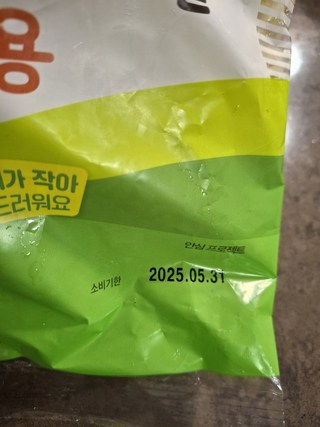 용
가 작아
드러워요
안심 프로젝트
소비기한
2025.05.31